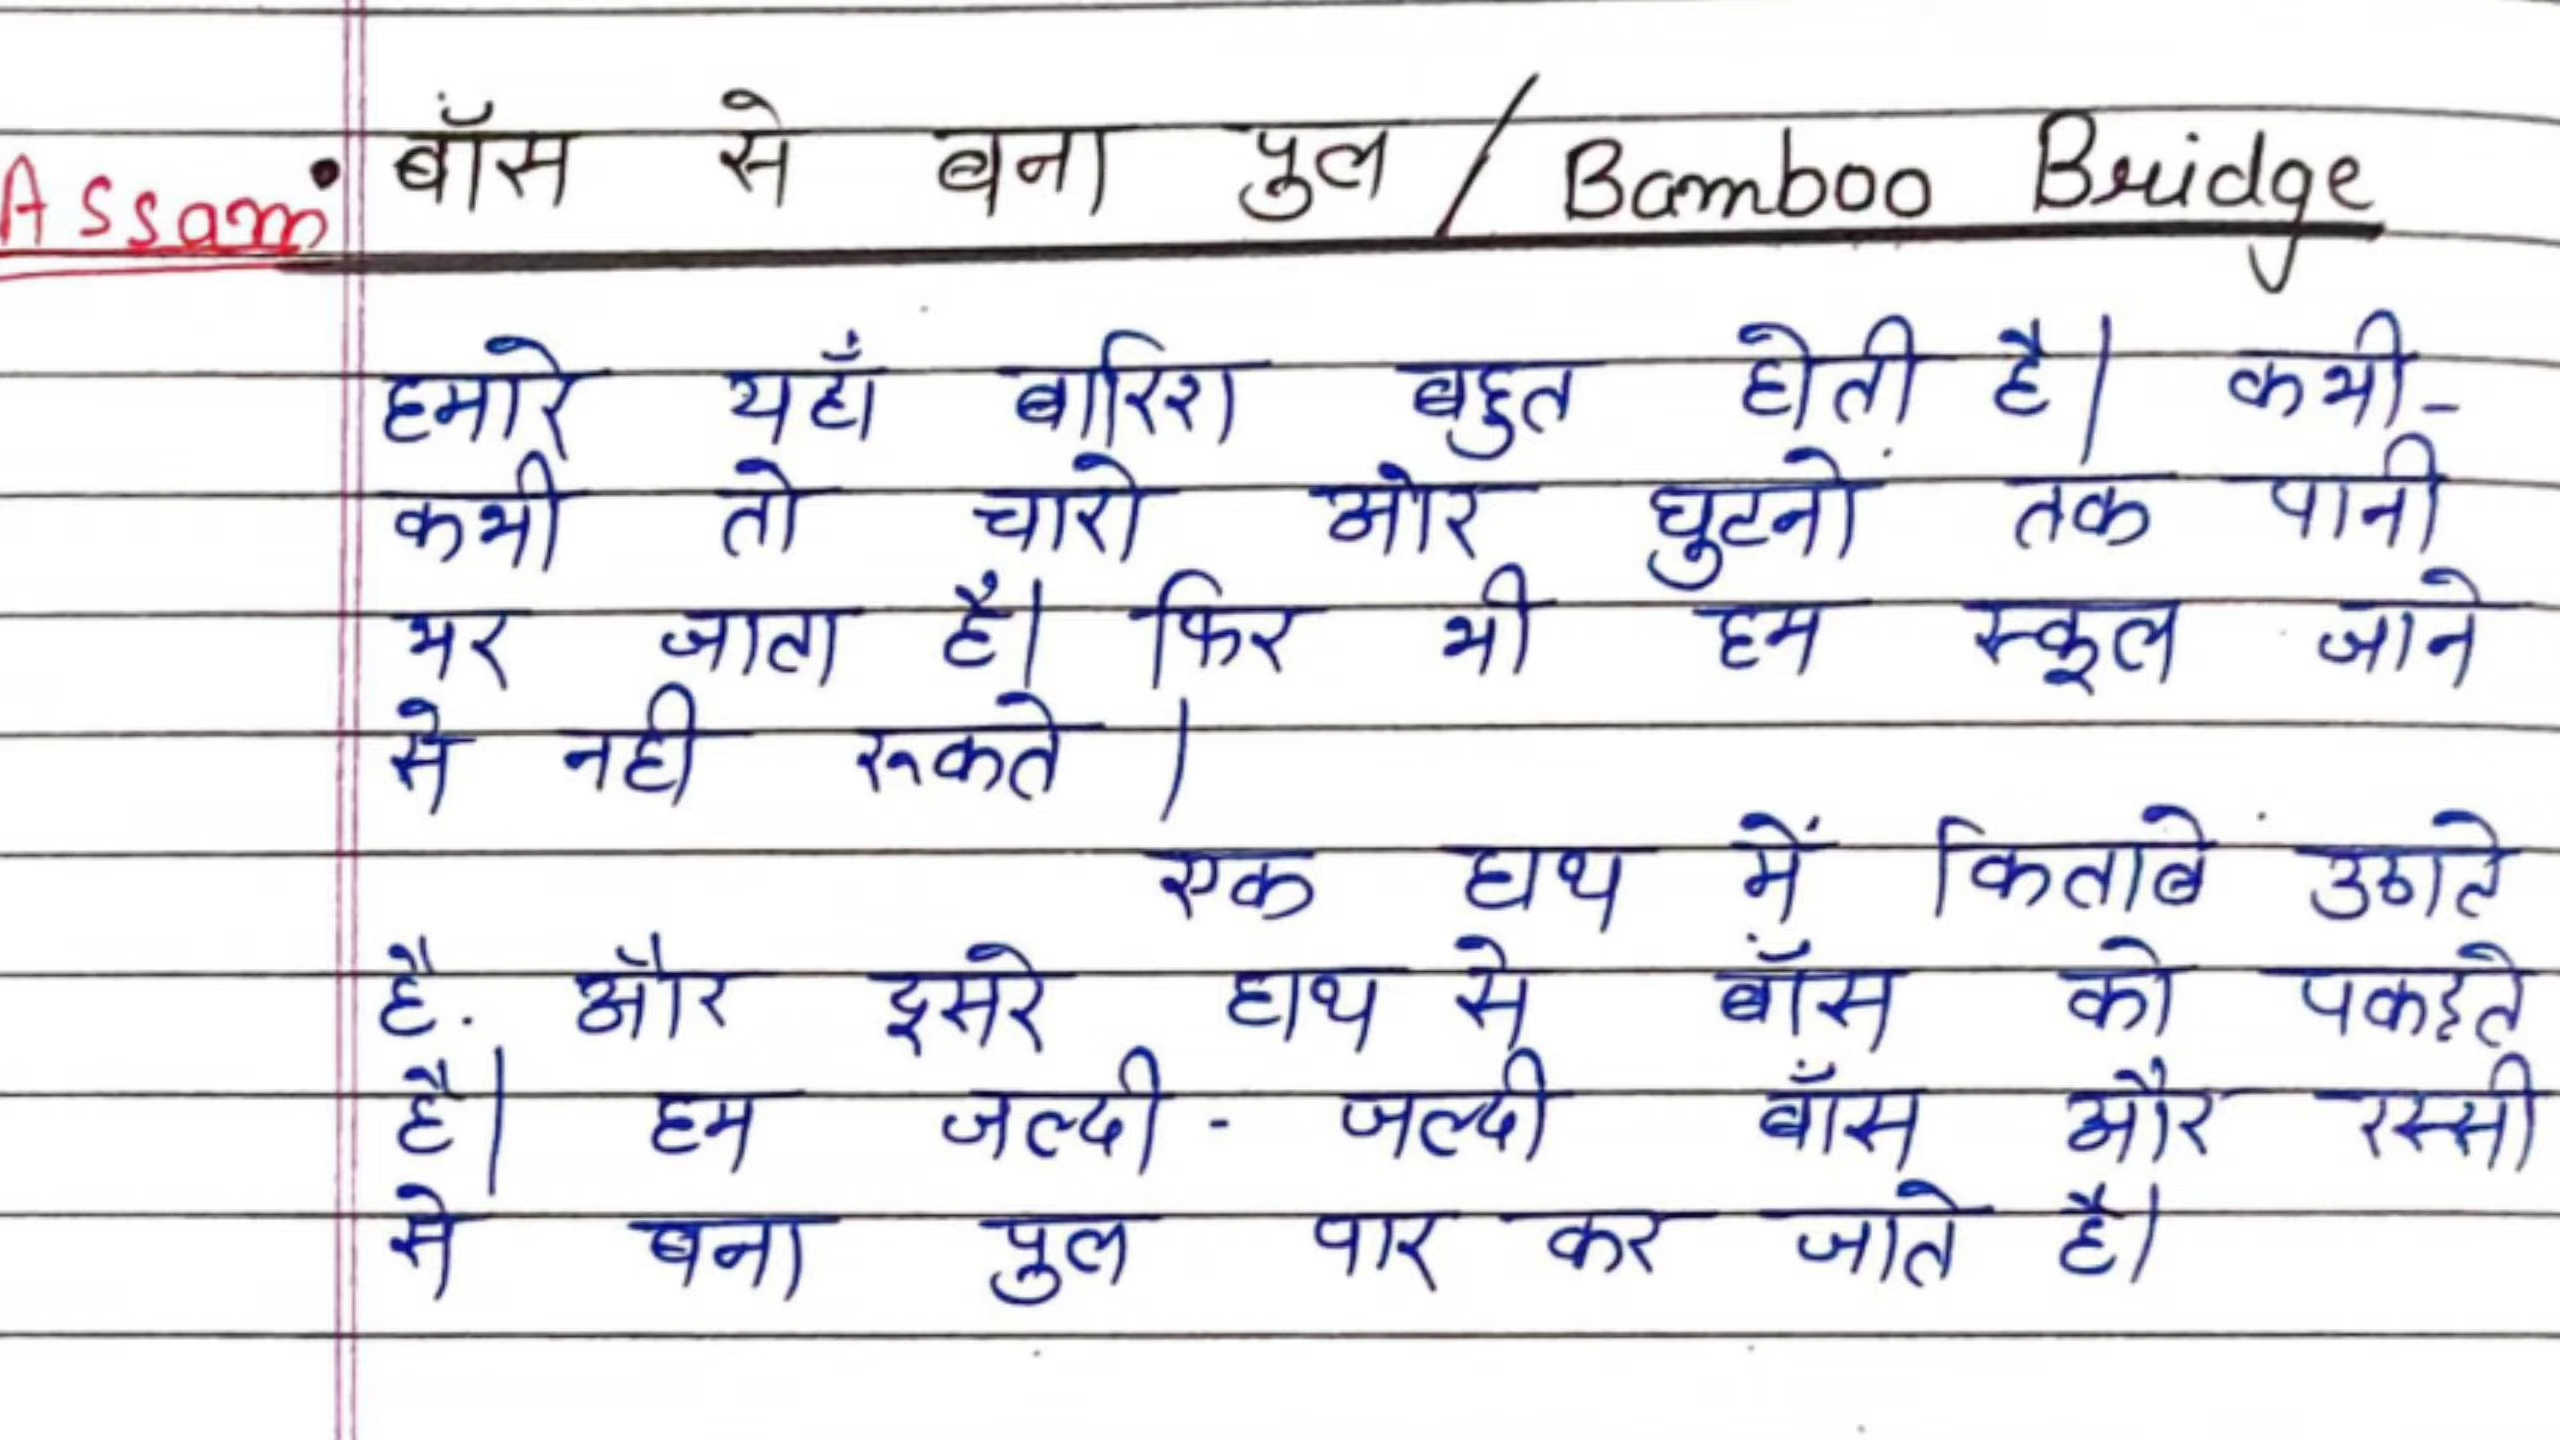 Assam • बाँस से बना पुल / Bamboo Bridge
हमारे यहाँ बारिश बहुत होती है। कभी-
कभी तो चारो ओर घुटनों तक पानी
भर जाता है। फिर भी हम स्कूल जाने
से नही रूकते ।
एक हाथ में किताबें उठाते
है. और दूसरे हाथ से बाँस को पकड़ते
है। हम जल्दी - जल्दी बाँस और रस्सी
से बना पुल पार कर जाते है।